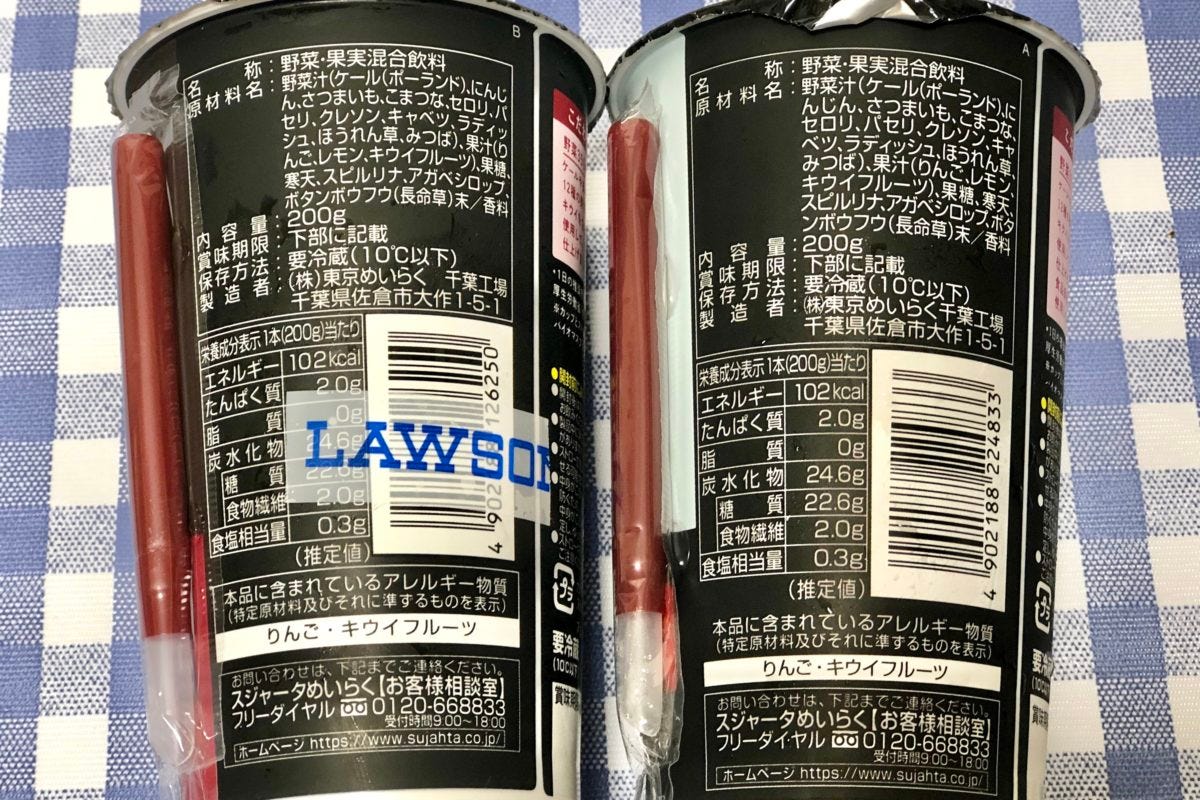 B
名称：野菜・果実混合飲料
原材料名：野菜汁(ケール(ポーランド)､にんじ
ん､さつまいも､こまつな､セロリ､パ
セリ､クレソン､キャベツ､ラディッ
シュ､ほうれん草､みつば)､果汁(り
んご､レモン､キウイフルーツ)､果糖､
寒天､スピルリナ､アガベシロップ､
ボタンボウフウ(長命草)末／香料
内容量：200g
賞味期限：下部に記載
保存方法：要冷蔵(10℃以下)
製造者：(株)東京めいらく 千葉工場
千葉県佐倉市大作1-5-1
栄養成分表示 1本(200g)当たり
エネルギー 102kcal
たんぱく質 2.0g
脂質 0g
炭水化物 24.6g
糖質 22.6g
食物繊維 2.0g
食塩相当量 0.3g
(推定値)
LAWSON
本品に含まれているアレルギー物質
(特定原材料及びそれに準ずるものを表示)
りんご・キウイフルーツ
お問い合わせは、下記までご連絡ください。
スジャータめいらく【お客様相談室】
フリーダイヤル 0120-668833
受付時間9:00～18:00
ホームページ https://www.sujahta.co.jp/
プラ
要冷蔵
A
名称：野菜・果実混合飲料
原材料名：野菜汁(ケール(ポーランド)､に
んじん､さつまいも､こまつな､
セロリ､パセリ､クレソン､キャ
ベツ､ラディッシュ､ほうれん草､
みつば)､果汁(りんご､レモン､
キウイフルーツ)､果糖､寒天､
スピルリナ､アガベシロップ､ボタ
ンボウフウ(長命草)末／香料
内容量：200g
賞味期限：下部に記載
保存方法：要冷蔵(10℃以下)
製造者：㈱東京めいらく千葉工場
千葉県佐倉市大作1-5-1
栄養成分表示 1本(200g)当たり
エネルギー 102kcal
たんぱく質 2.0g
脂質 0g
炭水化物 24.6g
糖質 22.6g
食物繊維 2.0g
食塩相当量 0.3g
(推定値)
4 902188 224833
本品に含まれているアレルギー物質
(特定原材料及びそれに準ずるものを表示)
りんご・キウイフルーツ
お問い合わせは、下記までご連絡ください。
スジャータめいらく【お客様相談室】
フリーダイヤル 0120-668833
受付時間9:00～18:00
ホームページ https://www.sujahta.co.jp/
プラ